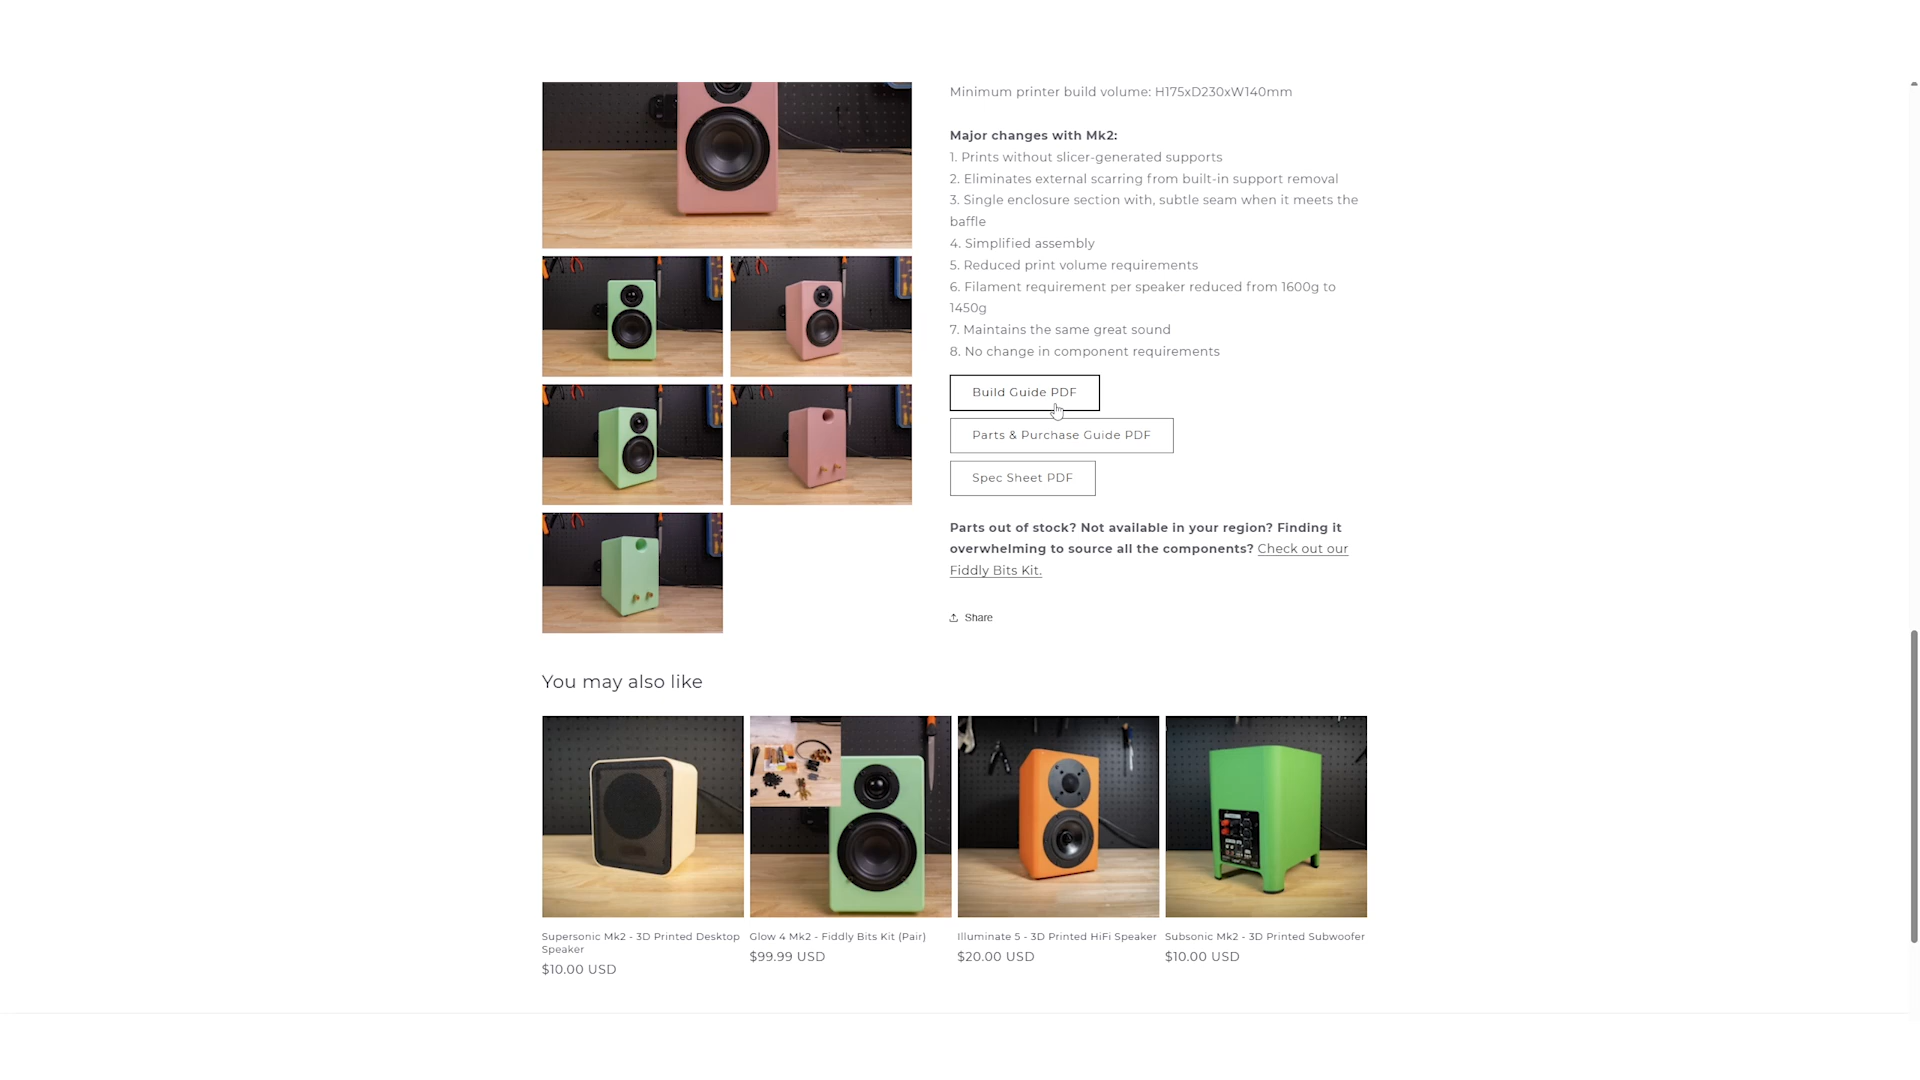 Minimum printer build volume: H175xD230xW140mm
Major changes with Mk2:
1. Prints without slicer-generated supports
2. Eliminates external scarring from built-in support removal
3. Single enclosure section with, subtle seam when it meets the
baffle
4. Simplified assembly
5. Reduced print volume requirements
6. Filament requirement per speaker reduced from 1600g to
1450g
7. Maintains the same great sound
8. No change in component requirements
Build Guide PDF
Parts & Purchase Guide PDF
Spec Sheet PDF
Parts out of stock? Not available in your region? Finding it
overwhelming to source all the components? Check out our
Fiddly Bits Kit.
Share
You may also like
Supersonic Mk2 - 3D Printed Desktop
Speaker
$10.00 USD
Glow 4 Mk2 - Fiddly Bits Kit (Pair)
$99.99 USD
Illuminate 5 - 3D Printed HiFi Speaker
$20.00 USD
Subsonic Mk2 - 3D Printed Subwoofer
$10.00 USD